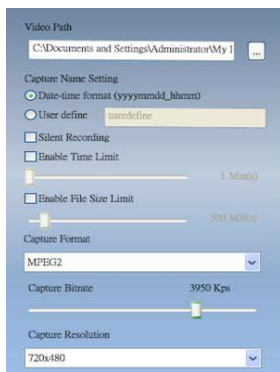 Video Path
C:\Documents and Settings\Administrator\My I
...
Capture Name Setting
Date-time format (yyyymmdd_hhmm)
User define userdefine
Silent Recording
Enable Time Limit
1 Min(s)
Enable File Size Limit
500 MB(s)
Capture Format
MPEG2
Capture Bitrate 3950 Kps
Capture Resolution
720x480